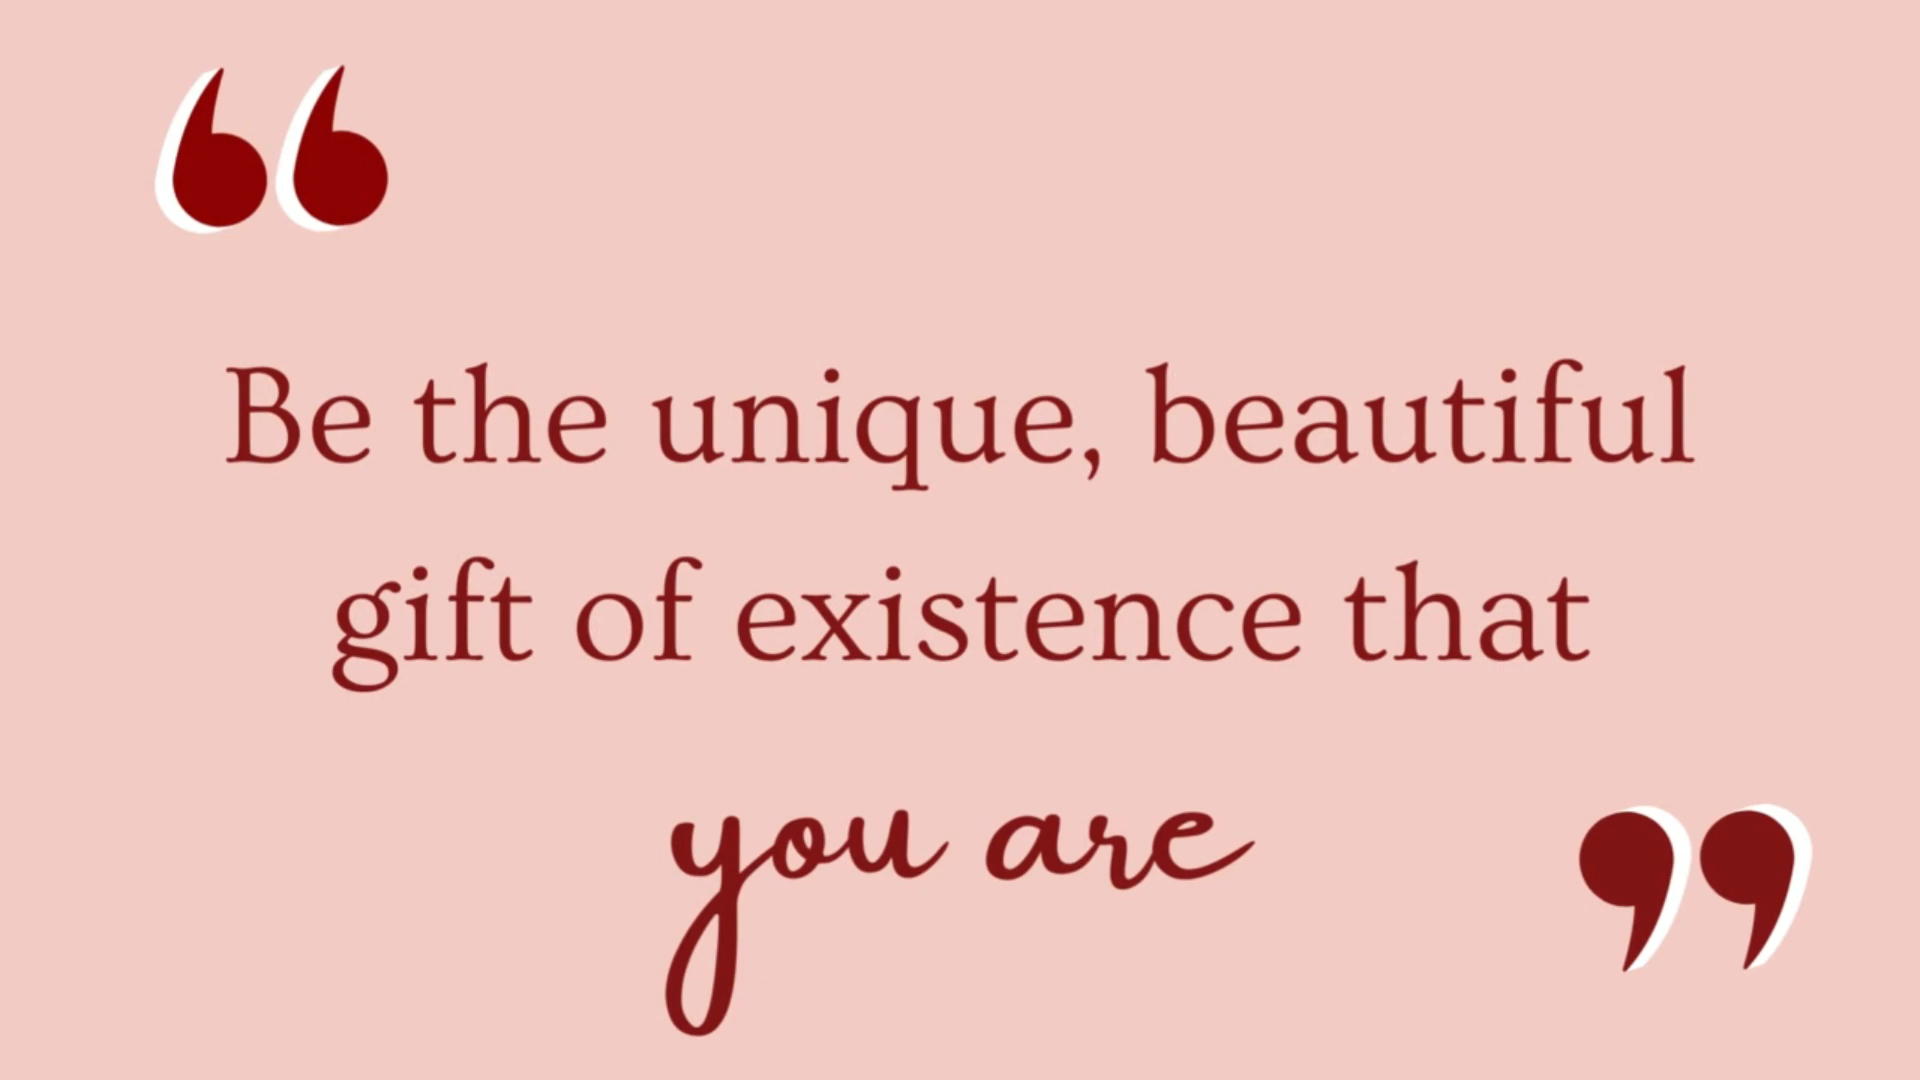 “
Be the unique, beautiful
gift of existence that
you are
”